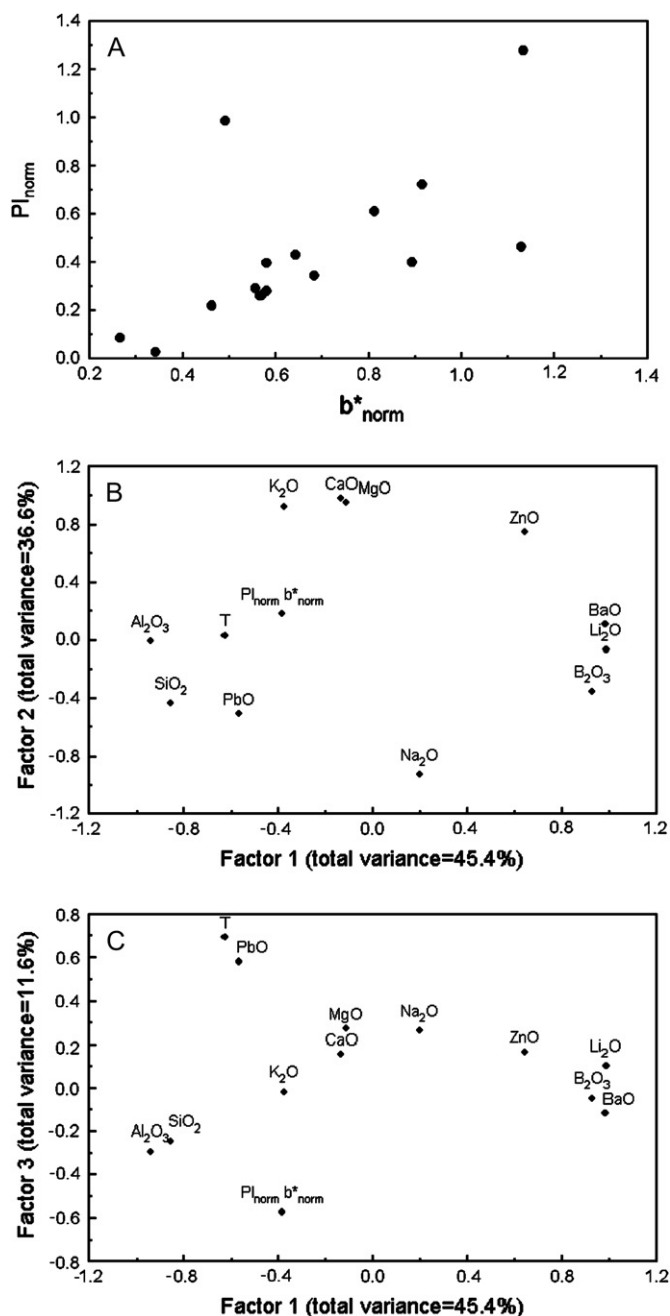 A
1.4
1.2
1.0
0.8
0.6
0.4
0.2
0.0
PI_norm
0.2 0.4 0.6 0.8 1.0 1.2 1.4
b*_norm
B
1.2
0.8
0.4
0.0
-0.4
-0.8
-1.2
Factor 2 (total variance=36.6%)
K₂O
CaO MgO
ZnO
PI_norm b*_norm
Al₂O₃
T
BaO
Li₂O
SiO₂
PbO
B₂O₃
Na₂O
-1.2 -0.8 -0.4 0.0 0.4 0.8 1.2
Factor 1 (total variance=45.4%)
C
0.8
0.6
0.4
0.2
0.0
-0.2
-0.4
-0.6
-0.8
Factor 3 (total variance=11.6%)
T
PbO
MgO
Na₂O
CaO
ZnO
Li₂O
K₂O
B₂O₃
BaO
Al₂O₃
SiO₂
PI_norm b*_norm
-1.2 -0.8 -0.4 0.0 0.4 0.8 1.2
Factor 1 (total variance=45.4%)